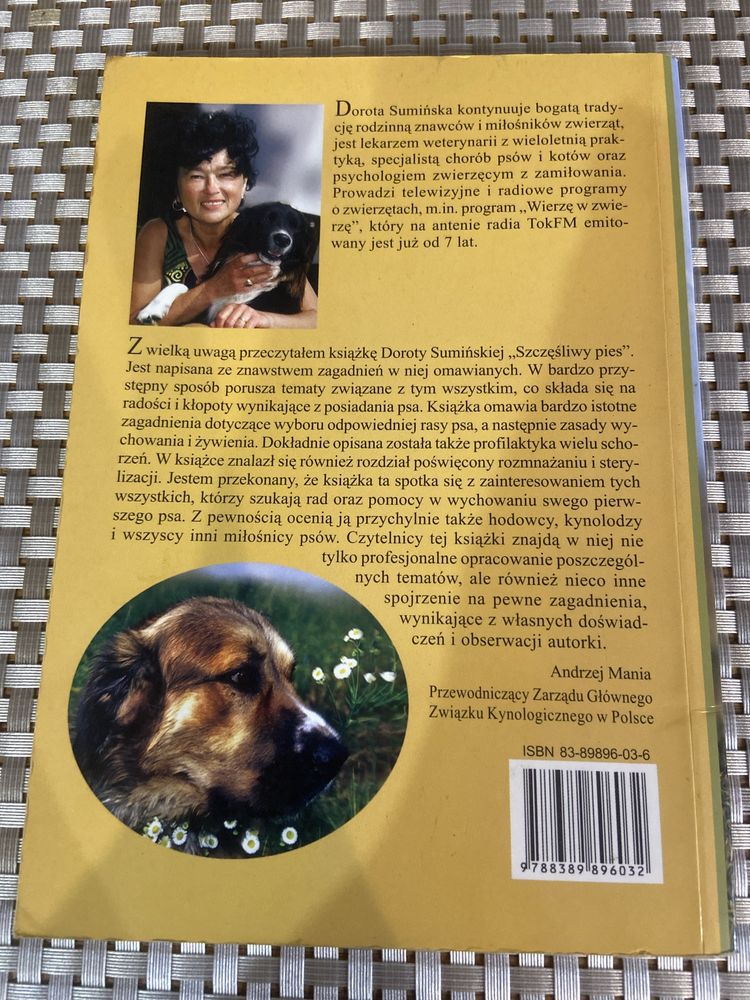 Dorota Sumińska kontynuuje bogatą trady-
cję rodzinną znawców i miłośników zwierząt,
jest lekarzem weterynarii z wieloletnią prak-
tyką, specjalistą chorób psów i kotów oraz
psychologiem zwierzęcym z zamiłowania.
Prowadzi telewizyjne i radiowe programy
o zwierzętach, m.in. program „Wierzę w zwie-
rzę”, który na antenie radia TokFM emito-
wany jest już od 7 lat.
Z wielką uwagą przeczytałem książkę Doroty Sumińskiej „Szczęśliwy pies”.
Jest napisana ze znawstwem zagadnień w niej omawianych. W bardzo przy-
stępny sposób porusza tematy związane z tym wszystkim, co składa się na
radości i kłopoty wynikające z posiadania psa. Książka omawia bardzo istotne
zagadnienia dotyczące wyboru odpowiedniej rasy psa, a następnie zasady wy-
chowania i żywienia. Dokładnie opisana została także profilaktyka wielu scho-
rzeń. W książce znalazł się również rozdział poświęcony rozmnażaniu i stery-
lizacji. Jestem przekonany, że książka ta spotka się z zainteresowaniem tych
wszystkich, którzy szukają rad oraz pomocy w wychowaniu swego pierw-
szego psa. Z pewnością ocenią ją przychylnie także hodowcy, kynolodzy
i wszyscy inni miłośnicy psów. Czytelnicy tej książki znajdą w niej nie
tylko profesjonalne opracowanie poszczegól-
nych tematów, ale również nieco inne
spojrzenie na pewne zagadnienia,
wynikające z własnych doświad-
czeń i obserwacji autorki.
Andrzej Mania
Przewodniczący Zarządu Głównego
Związku Kynologicznego w Polsce
ISBN 83-89896-03-6
9 788389 896032